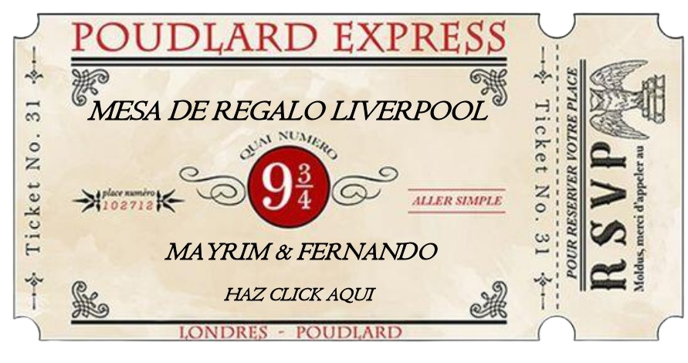 POUDLARD EXPRESS
MESA DE REGALO LIVERPOOL
QUAI NUMERO
9 3/4
place numéro
102712
ALLER SIMPLE
MAYRIM & FERNANDO
HAZ CLICK AQUI
LONDRES - POUDLARD
Ticket No. 31
Ticket No. 31
POUR RESERVER VOTRE PLACE
RSVP
Moldus, merci d'appeler au